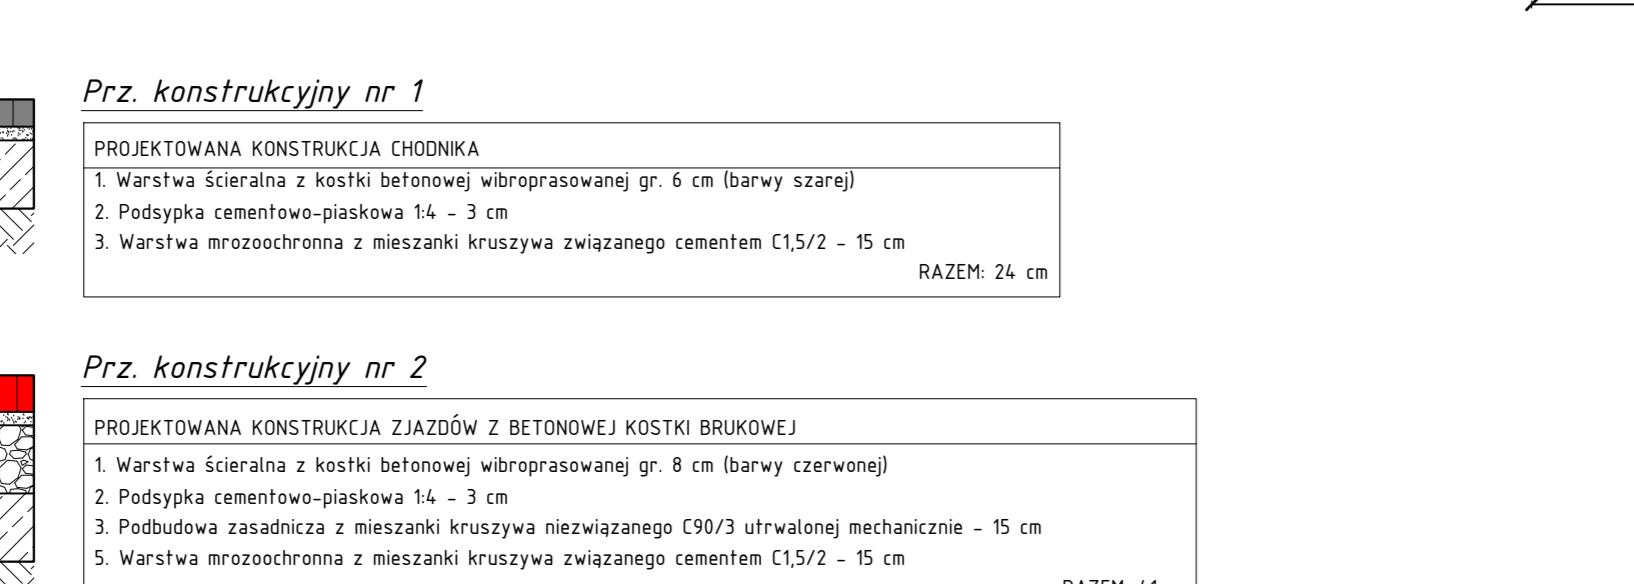 Prz. konstrukcyjny nr 1
PROJEKTOWANA KONSTRUKCJA CHODNIKA
1. Warstwa ścieralna z kostki betonowej wibroprasowanej gr. 6 cm (barwy szarej)
2. Podsypka cementowo-piaskowa 1:4 - 3 cm
3. Warstwa mrozoochronna z mieszanki kruszywa związanego cementem C1,5/2 - 15 cm
RAZEM: 24 cm
Prz. konstrukcyjny nr 2
PROJEKTOWANA KONSTRUKCJA ZJAZDÓW Z BETONOWEJ KOSTKI BRUKOWEJ
1. Warstwa ścieralna z kostki betonowej wibroprasowanej gr. 8 cm (barwy czerwonej)
2. Podsypka cementowo-piaskowa 1:4 - 3 cm
3. Podbudowa zasadnicza z mieszanki kruszywa niezwiązanego C90/3 utrwalonej mechanicznie - 15 cm
5. Warstwa mrozoochronna z mieszanki kruszywa związanego cementem C1,5/2 - 15 cm